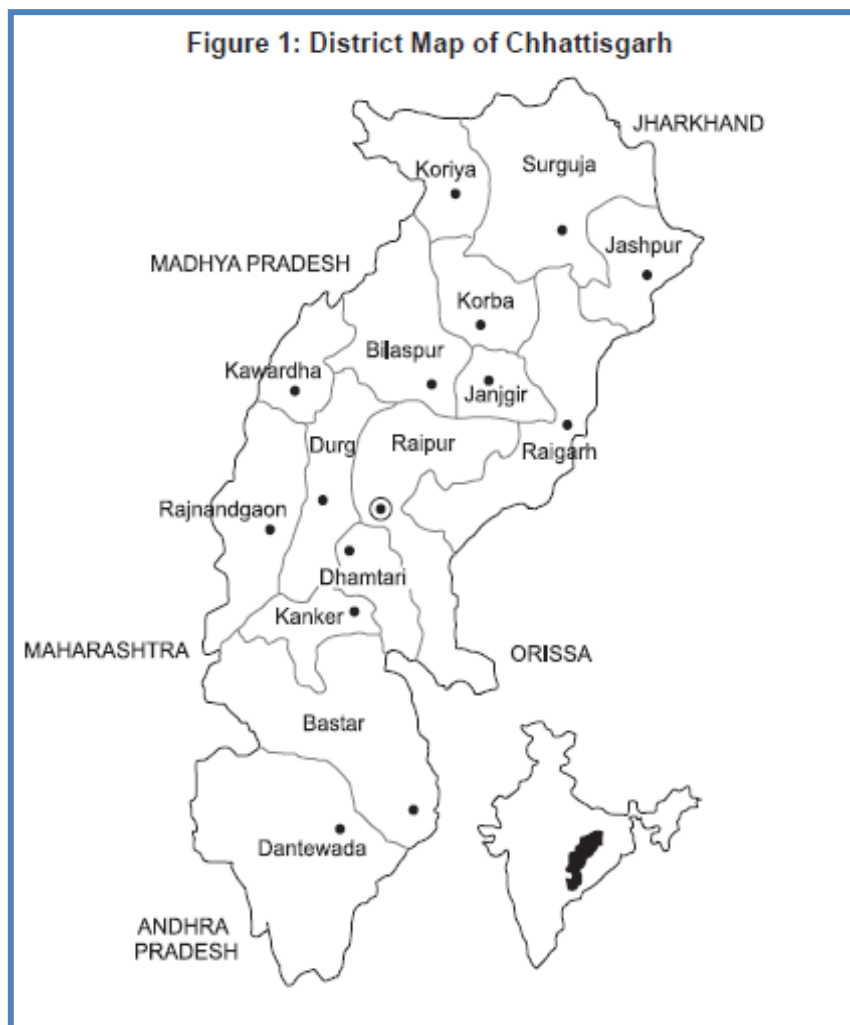 Figure 1: District Map of Chhattisgarh
JHARKHAND
Koriya
Surguja
Jashpur
MADHYA PRADESH
Korba
Bilaspur
Kawardha
Janjgir
Durg
Raipur
Raigarh
Rajnandgaon
Dhamtari
Kanker
MAHARASHTRA
ORISSA
Bastar
Dantewada
ANDHRA
PRADESH